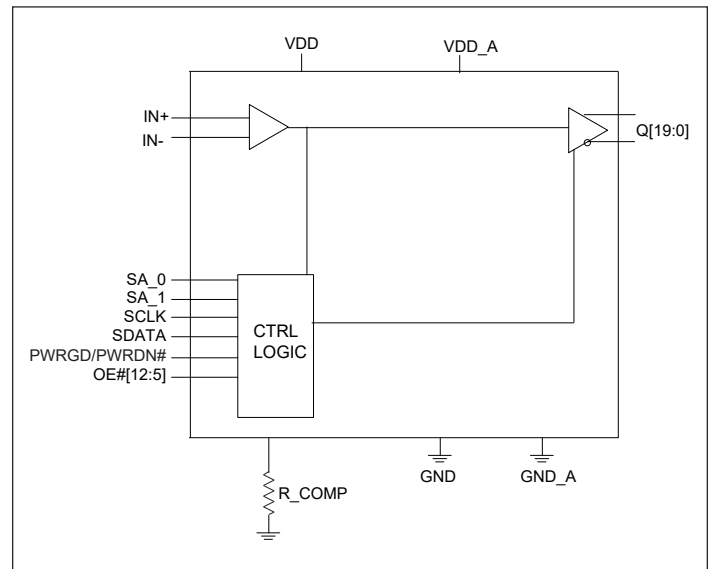 VDD
VDD_A
IN+
IN-
Q[19:0]
SA_0
SA_1
SCLK
SDATA
PWRGD/PWRDN#
OE#[12:5]
CTRL
LOGIC
R_COMP
GND
GND_A